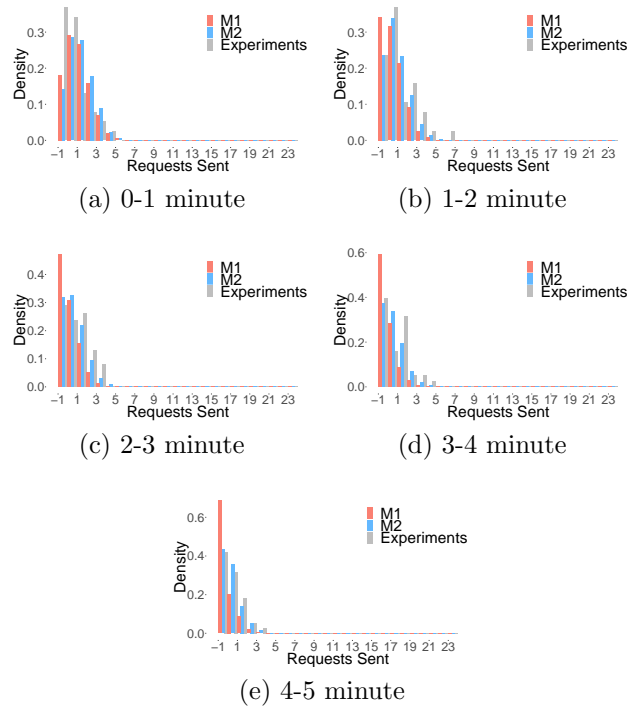 0.3
0.2
0.1
0.0
Density
M1
M2
Experiments
−1 1 3 5 7 9 11 13 15 17 19 21 23
Requests Sent
(a) 0-1 minute
0.3
0.2
0.1
0.0
Density
M1
M2
Experiments
−1 1 3 5 7 9 11 13 15 17 19 21 23
Requests Sent
(b) 1-2 minute
0.4
0.3
0.2
0.1
0.0
Density
M1
M2
Experiments
−1 1 3 5 7 9 11 13 15 17 19 21 23
Requests Sent
(c) 2-3 minute
0.6
0.4
0.2
0.0
Density
M1
M2
Experiments
−1 1 3 5 7 9 11 13 15 17 19 21 23
Requests Sent
(d) 3-4 minute
0.6
0.4
0.2
0.0
Density
M1
M2
Experiments
−1 1 3 5 7 9 11 13 15 17 19 21 23
Requests Sent
(e) 4-5 minute